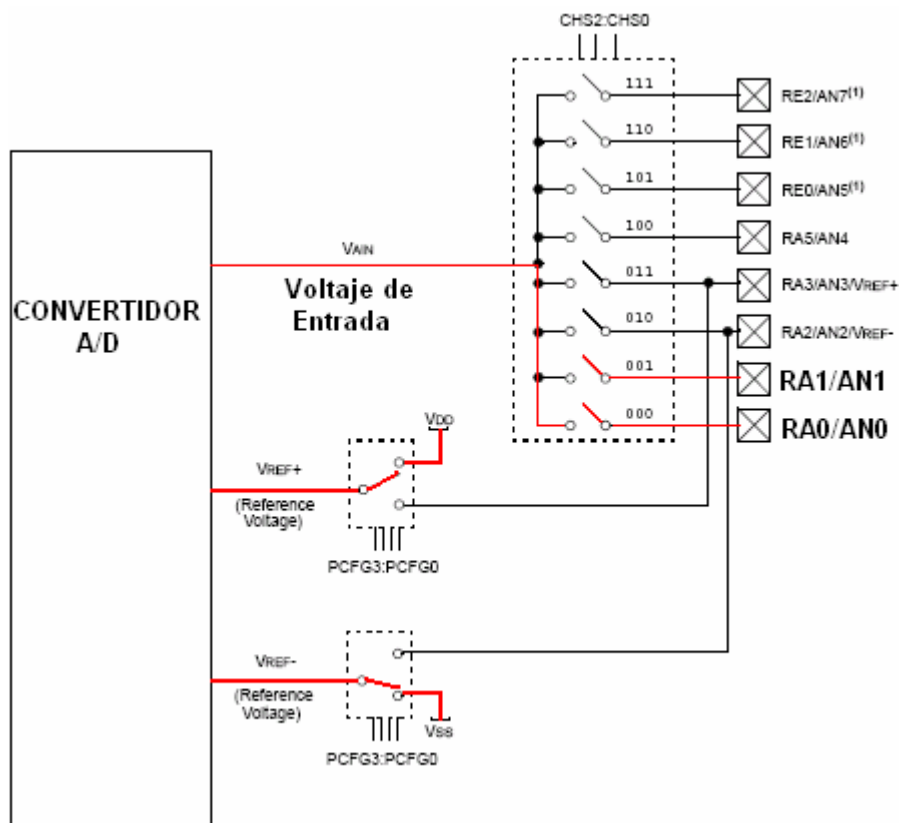 CHS2:CHS0
111
RE2/AN7(1)
110
RE1/AN6(1)
101
RE0/AN5(1)
100
RA5/AN4
VAIN
011
RA3/AN3/VREF+
Voltaje de
Entrada
CONVERTIDOR
A/D
010
RA2/AN2/VREF-
001
RA1/AN1
000
RA0/AN0
VDD
VREF+
(Reference
Voltage)
PCFG3:PCFG0
VREF-
(Reference
Voltage)
VSS
PCFG3:PCFG0